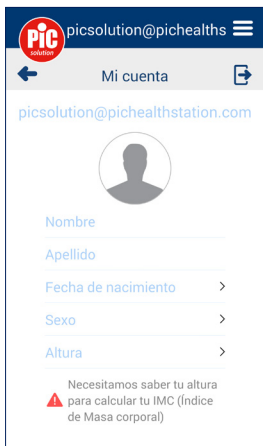 PiC
solution
picsolution@pichealths
Mi cuenta
picsolution@pichealthstation.com
Nombre
Apellido
Fecha de nacimiento
Sexo
Altura
Necesitamos saber tu altura
para calcular tu IMC (Índice
de Masa corporal)